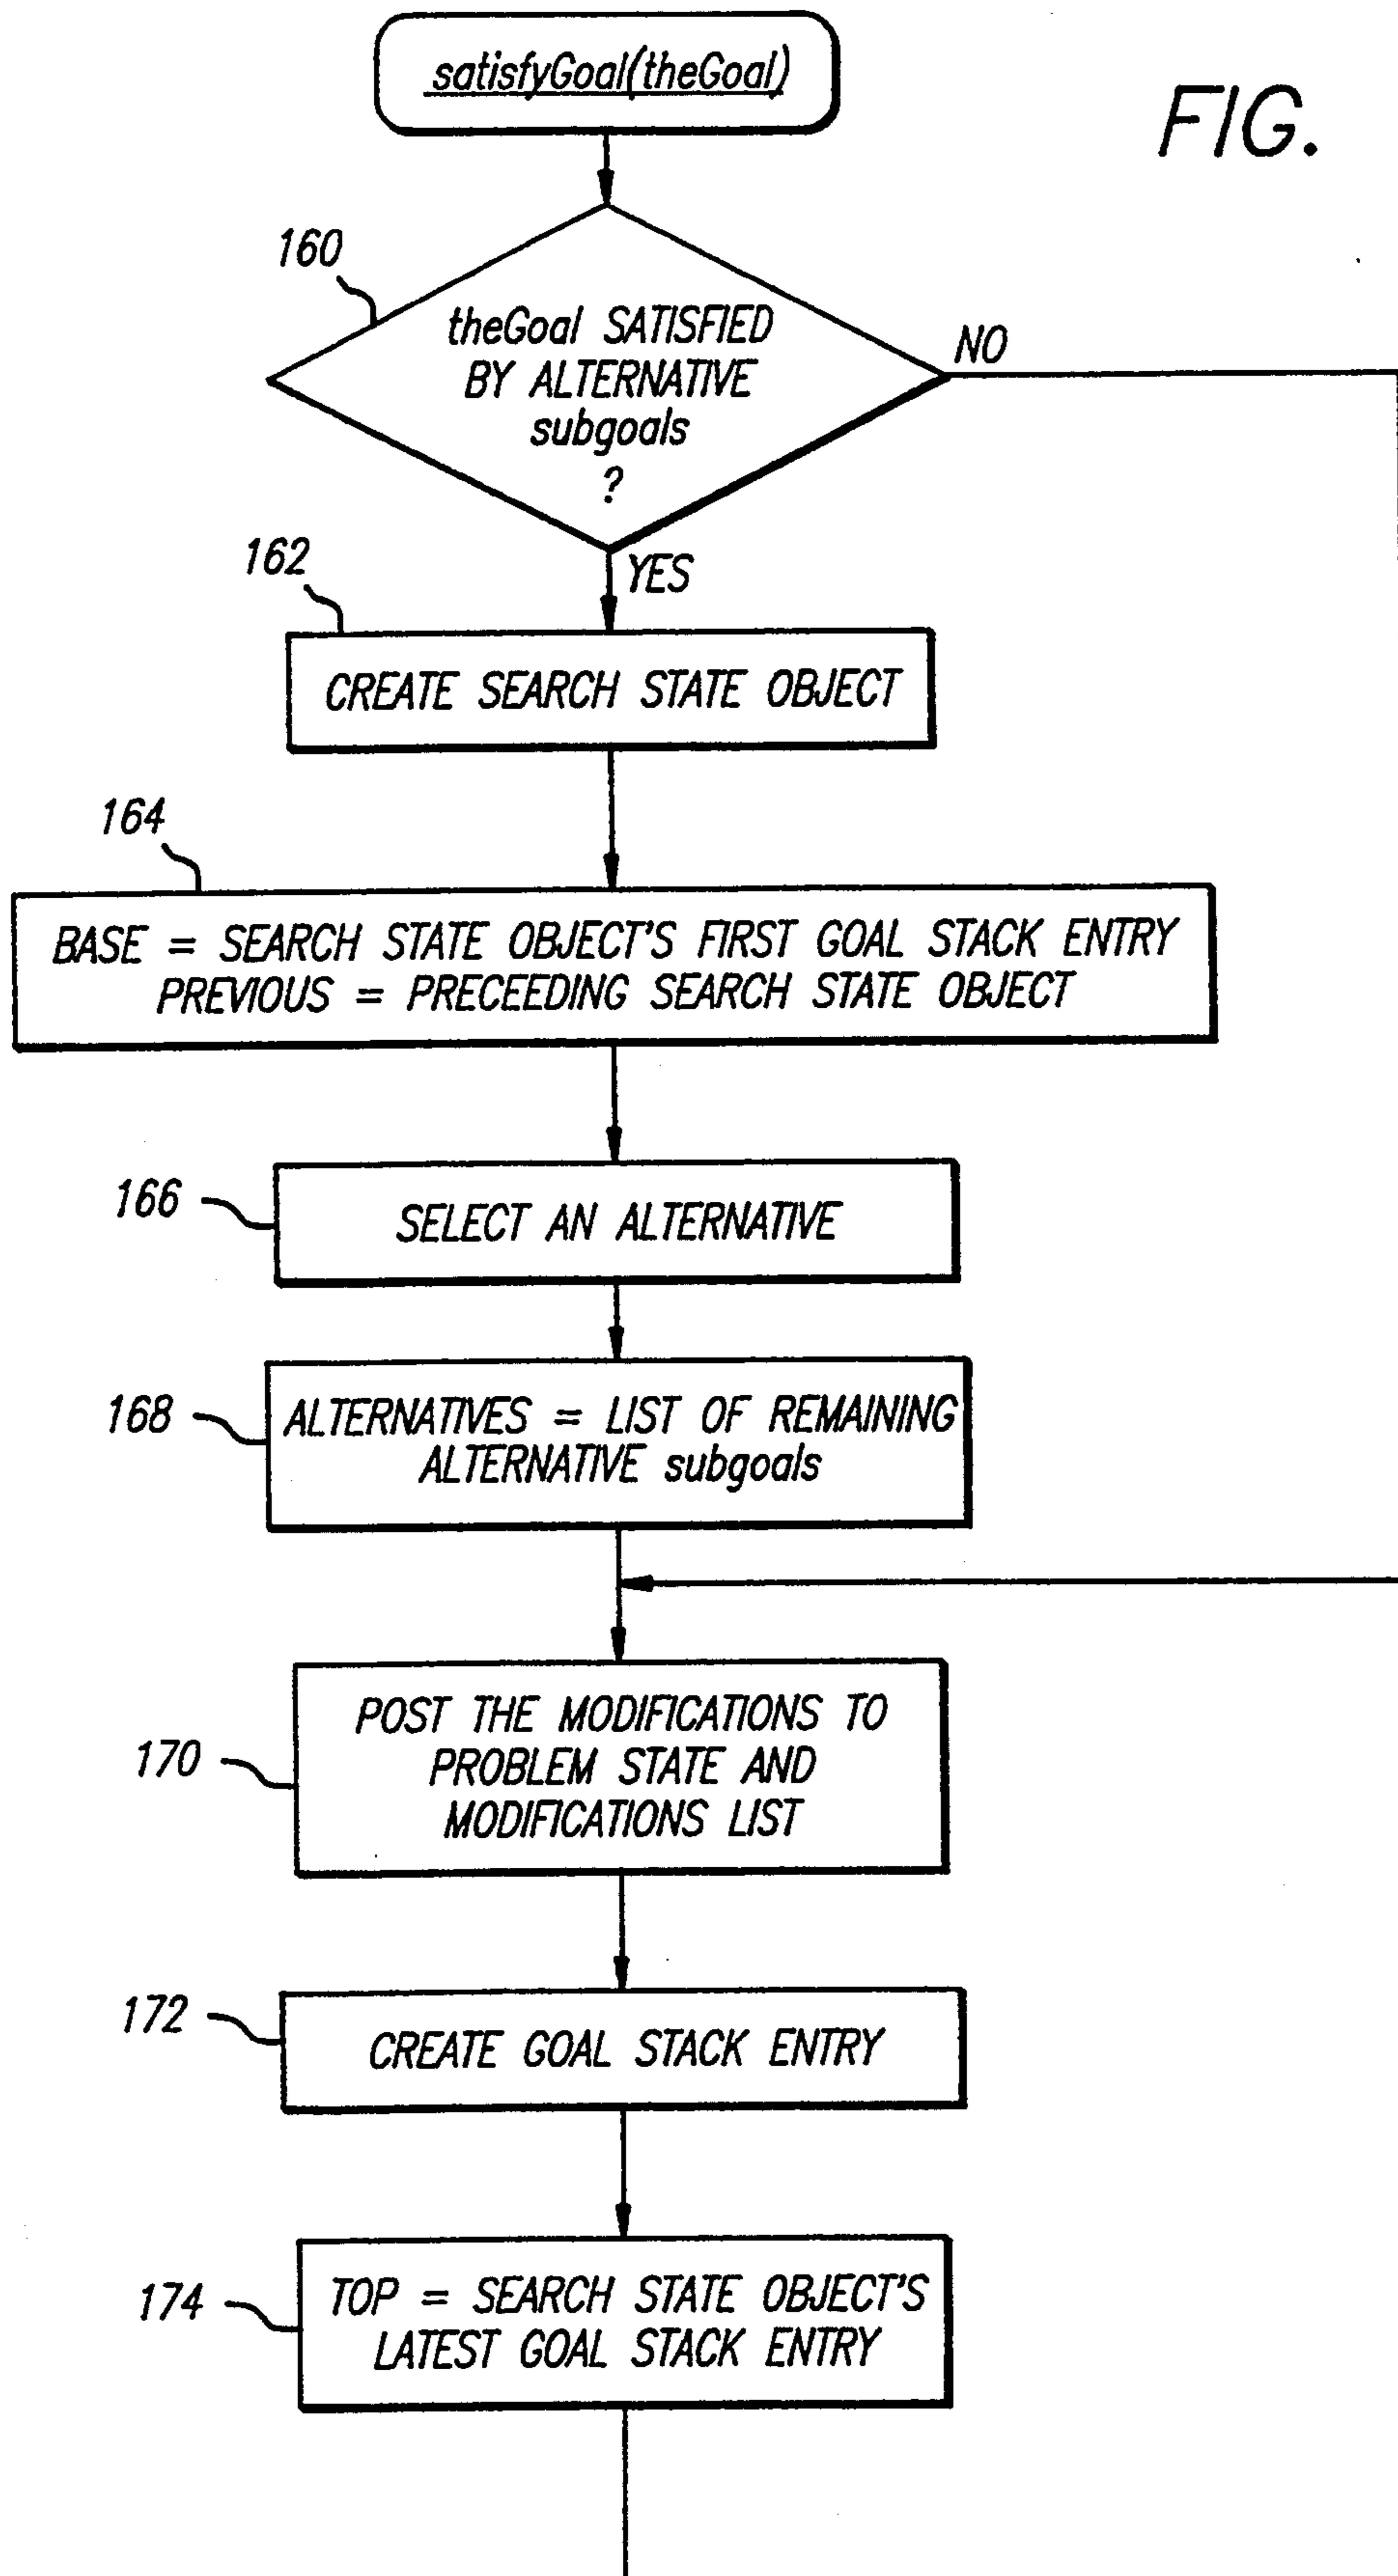 satisfyGoal(theGoal)
FIG.
160
theGoal SATISFIED
BY ALTERNATIVE
subgoals
?
NO
YES
162
CREATE SEARCH STATE OBJECT
164
BASE = SEARCH STATE OBJECT'S FIRST GOAL STACK ENTRY
PREVIOUS = PRECEEDING SEARCH STATE OBJECT
166
SELECT AN ALTERNATIVE
168
ALTERNATIVES = LIST OF REMAINING
ALTERNATIVE subgoals
170
POST THE MODIFICATIONS TO
PROBLEM STATE AND
MODIFICATIONS LIST
172
CREATE GOAL STACK ENTRY
174
TOP = SEARCH STATE OBJECT'S
LATEST GOAL STACK ENTRY